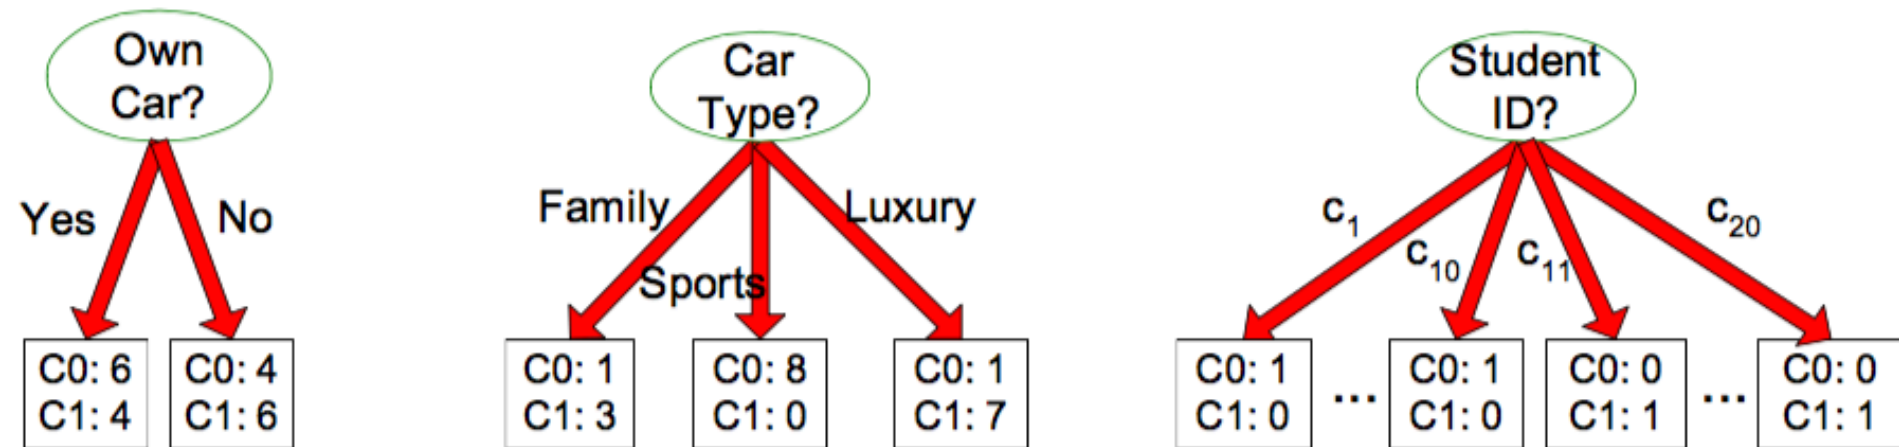 Own
Car?
Yes
No
C0: 6
C1: 4
C0: 4
C1: 6
Car
Type?
Family
Sports
Luxury
C0: 1
C1: 3
C0: 8
C1: 0
C0: 1
C1: 7
Student
ID?
c1
c10
c11
c20
C0: 1
C1: 0
...
C0: 1
C1: 0
C0: 0
C1: 1
...
C0: 0
C1: 1